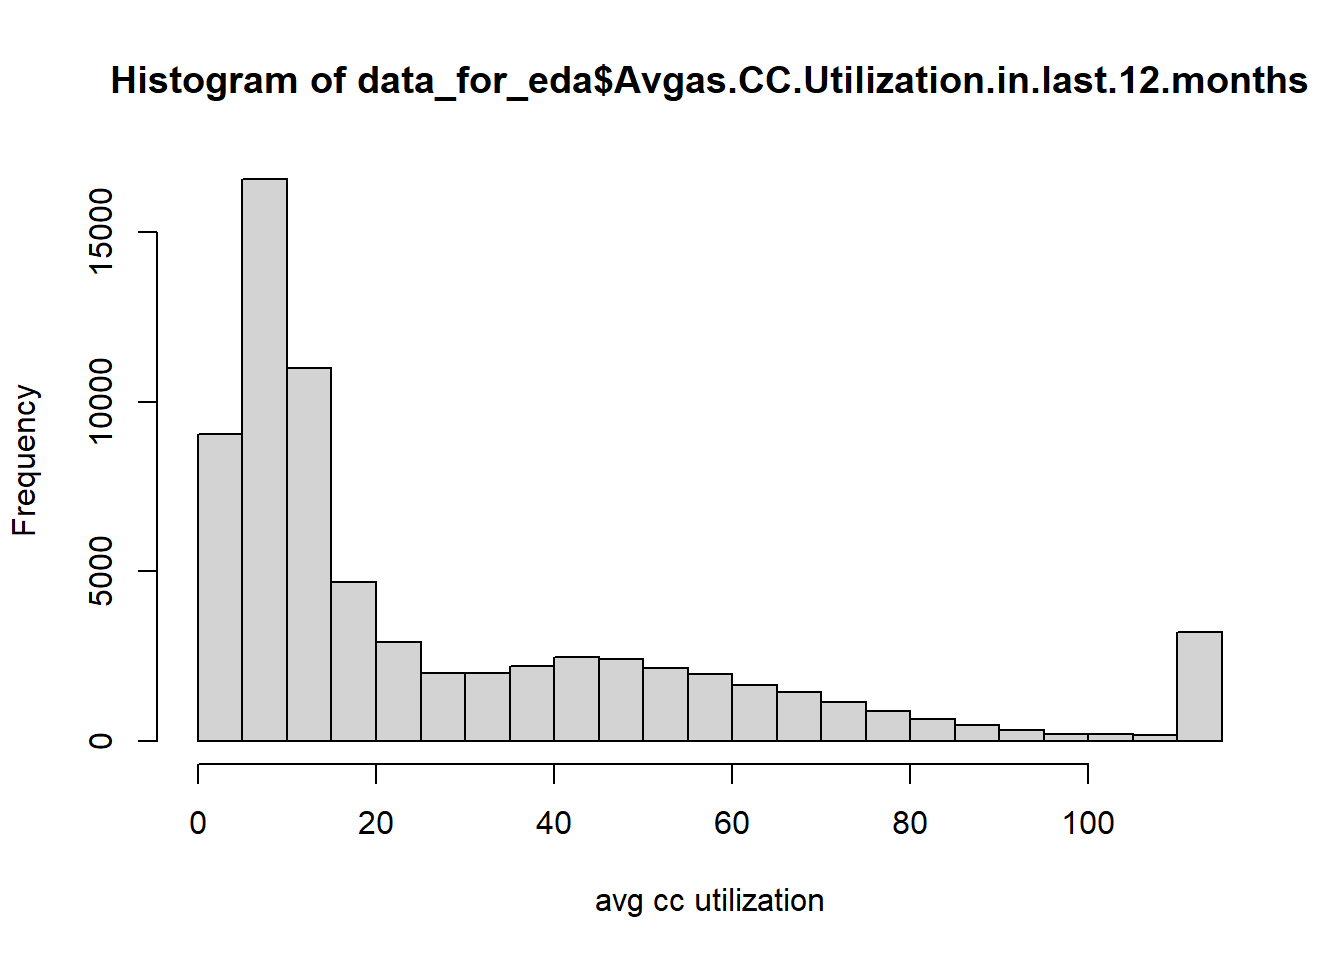 Histogram of data_for_eda$Avgas.CC.Utilization.in.last.12.months
Frequency
15000
10000
5000
0
0 20 40 60 80 100
avg cc utilization